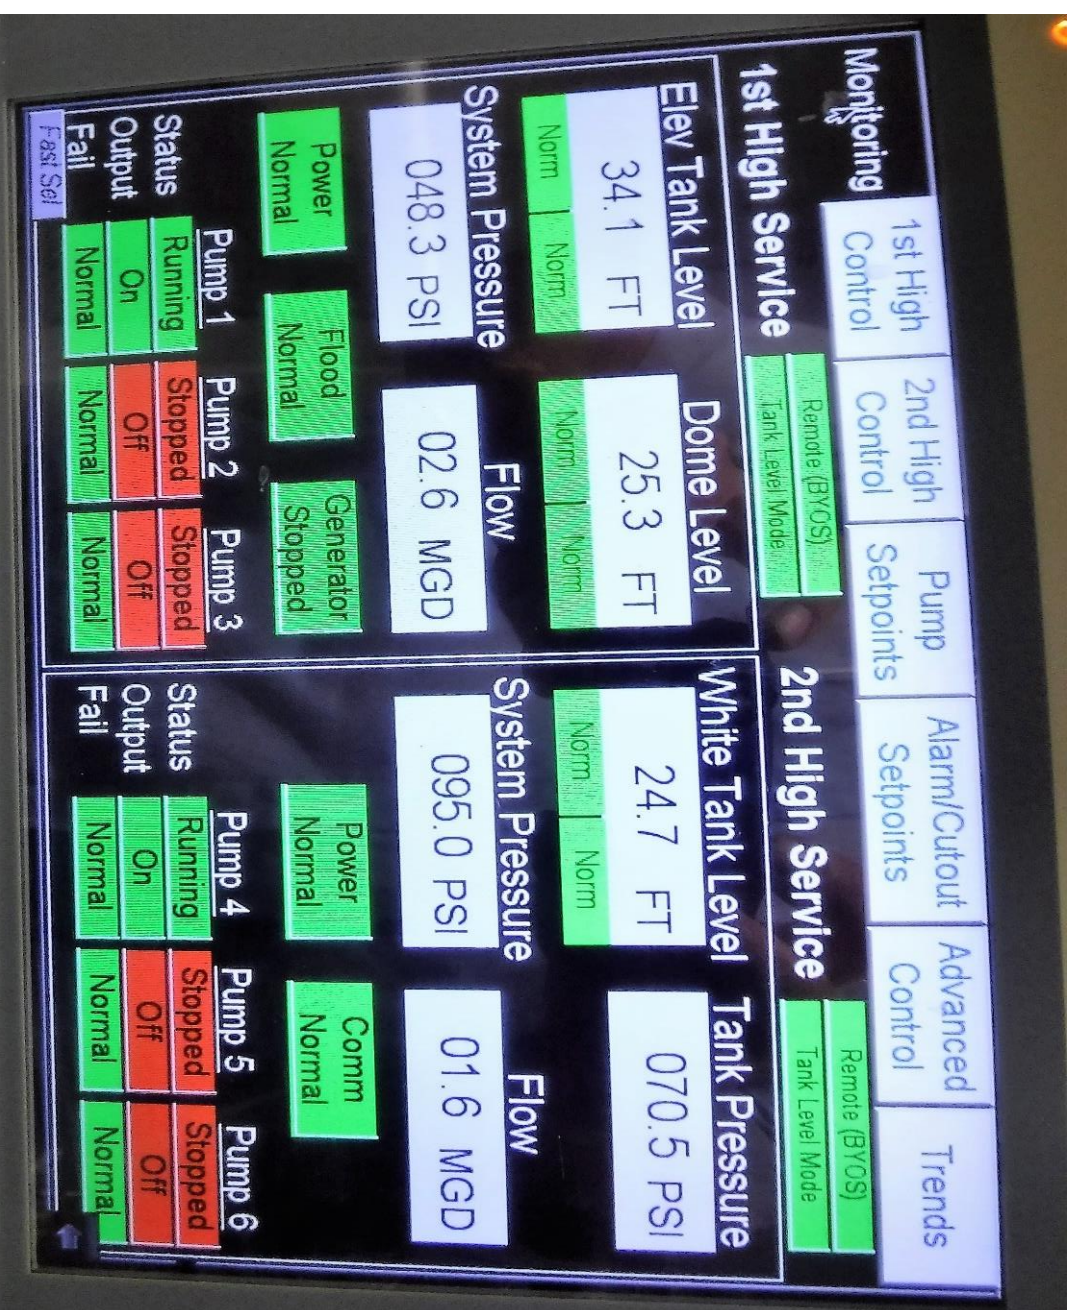 Monitoring
1st High Control
2nd High Control
Pump Setpoints
Alarm/Cutout Setpoints
Advanced Control
Trends
1st High Service
Remote (BYOS)
Tank Level Mode
Elev Tank Level
Dome Level
34.1 FT
25.3 FT
Norm Norm
Norm Norm
System Pressure
Flow
048.3 PSI
02.6 MGD
Power Normal
Flood Normal
Generator Stopped
Pump 1 Pump 2 Pump 3
Status Running Stopped Stopped
Output On Off Off
Fail Normal Normal Normal
Fast Sel
2nd High Service
Remote (BYOS)
Tank Level Mode
White Tank Level
Tank Pressure
24.7 FT
070.5 PSI
Norm Norm
System Pressure
Flow
095.0 PSI
01.6 MGD
Power Normal
Comm Normal
Pump 4 Pump 5 Pump 6
Status Running Stopped Stopped
Output On Off Off
Fail Normal Normal Normal